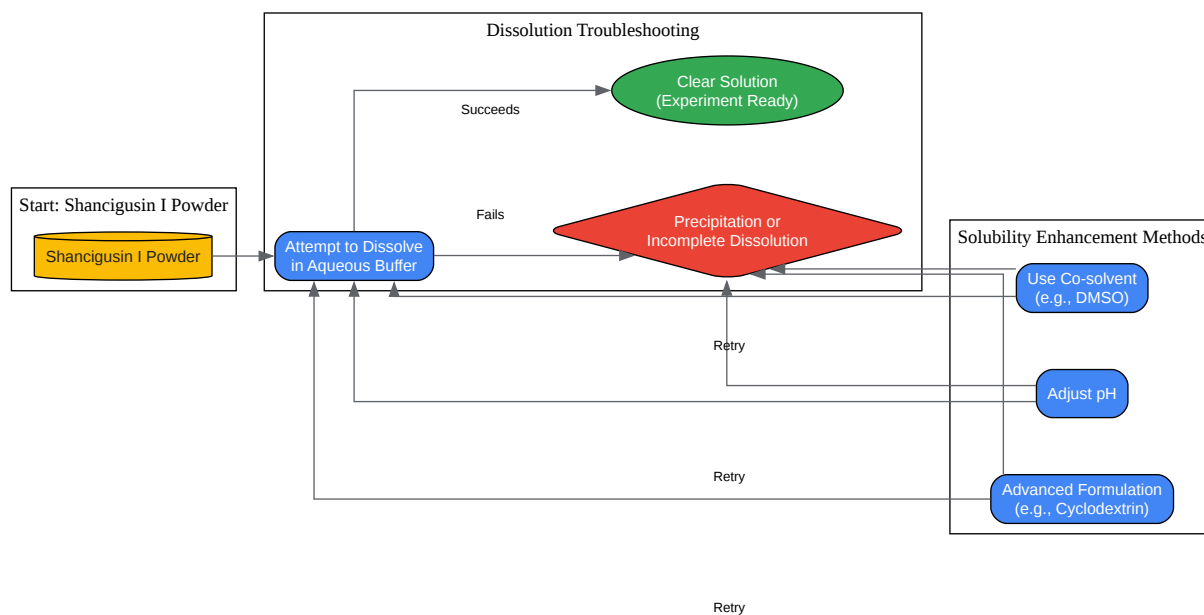 Dissolution Troubleshooting
Clear Solution
(Experiment Ready)
Succeeds
Start: Shancigusin I Powder
Shancigusin I Powder
Attempt to Dissolve
in Aqueous Buffer
Fails
Precipitation or
Incomplete Dissolution
Solubility Enhancement Methods
Use Co-solvent
(e.g., DMSO)
Retry
Adjust pH
Retry
Advanced Formulation
(e.g., Cyclodextrin)
Retry